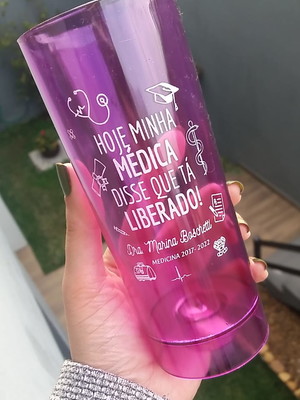 HOJE MINHA
MÉDICA
DISSE QUE TÁ
LIBERADO!
Dra Marina Boschetti
MEDICINA 2017-2022